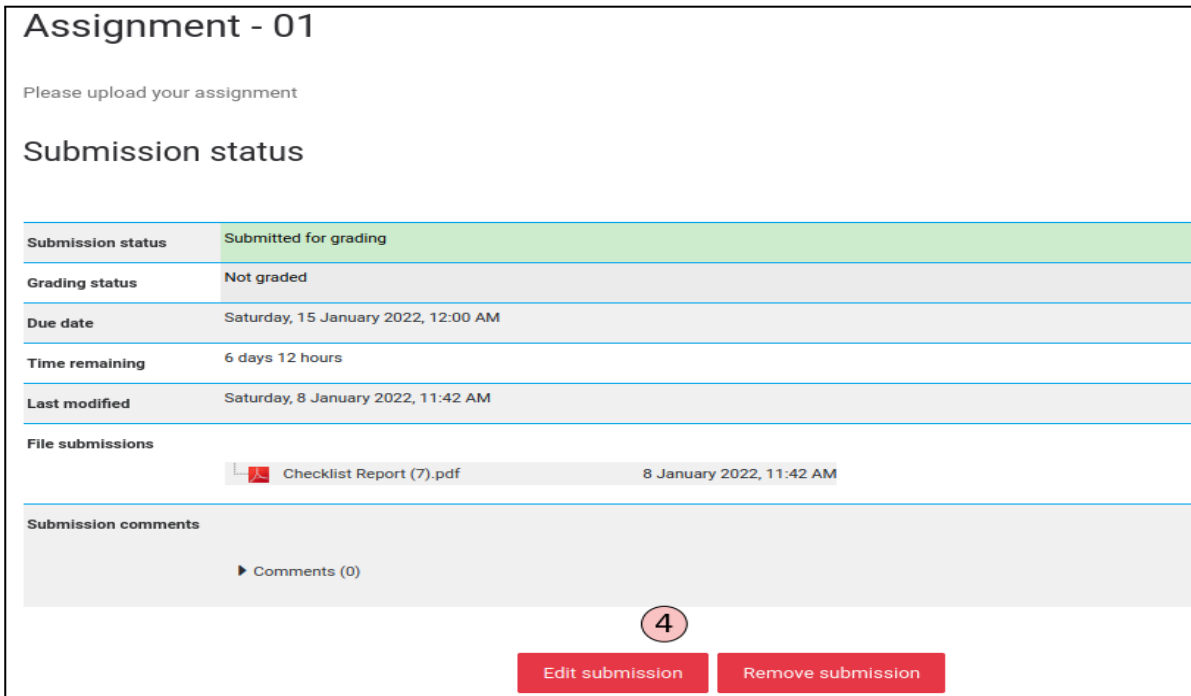 Assignment - 01
Please upload your assignment
Submission status
Submission status Submitted for grading
Grading status Not graded
Due date Saturday, 15 January 2022, 12:00 AM
Time remaining 6 days 12 hours
Last modified Saturday, 8 January 2022, 11:42 AM
File submissions
Checklist Report (7).pdf 8 January 2022, 11:42 AM
Submission comments
Comments (0)
4
Edit submission Remove submission